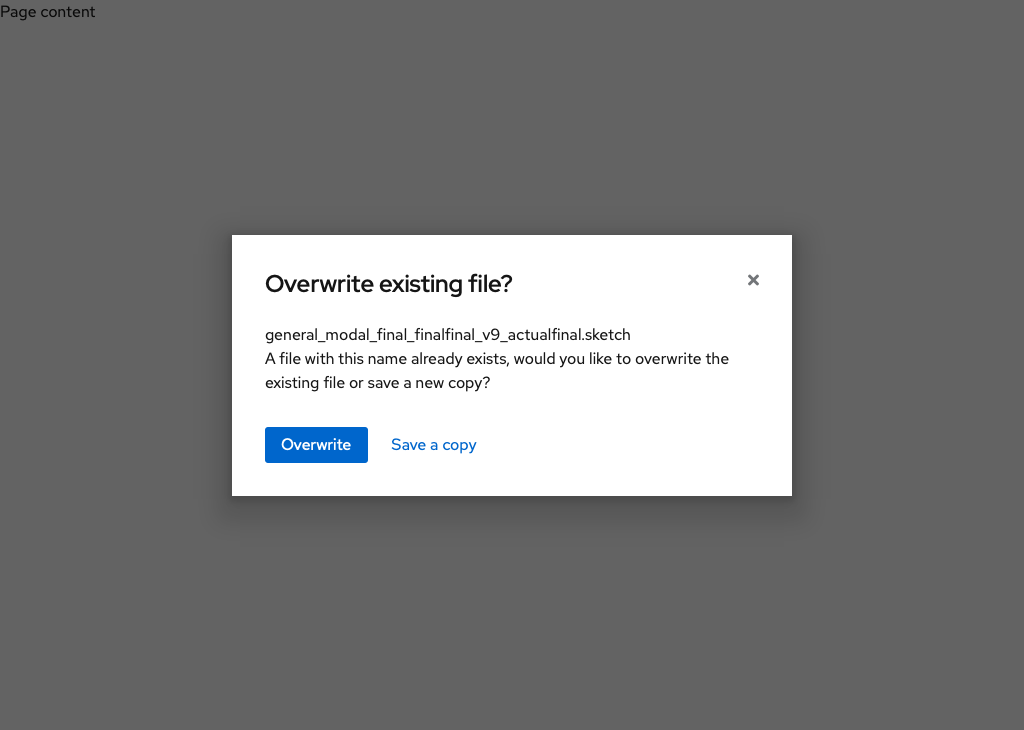 Page content
Overwrite existing file?
general_modal_final_finalfinal_v9_actualfinal.sketch
A file with this name already exists, would you like to overwrite the
existing file or save a new copy?
Overwrite
Save a copy